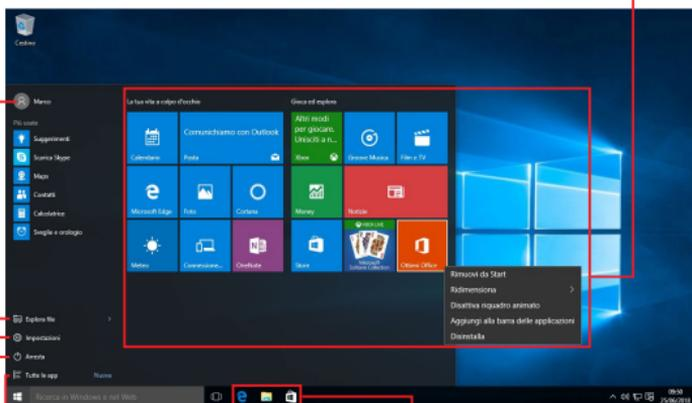 Cestino
Marco
Più usate
Suggerimenti
Scarica Skype
Mappe
Contatti
Calcolatrice
Sveglie e orologio
Esplora file
Impostazioni
Arresta
Tutte le app
Nuovo
La tua vita a colpo d'occhio
Calendario
Comunichiamo con Outlook
Posta
Microsoft Edge
Foto
Cortana
Meteo
Connessione...
OneNote
Gioca ed esplora
Altri modi
per giocare.
Unisciti a n...
Xbox
Groove Musica
Film e TV
Money
Notizie
Store
XBOX LIVE
Microsoft
Solitaire Collection
Ottieni Office
Rimuovi da Start
Ridimensiona
Disattiva riquadro animato
Aggiungi alla barra delle applicazioni
Disinstalla
Ricerca in Windows e nel Web
09:50
25/06/2018